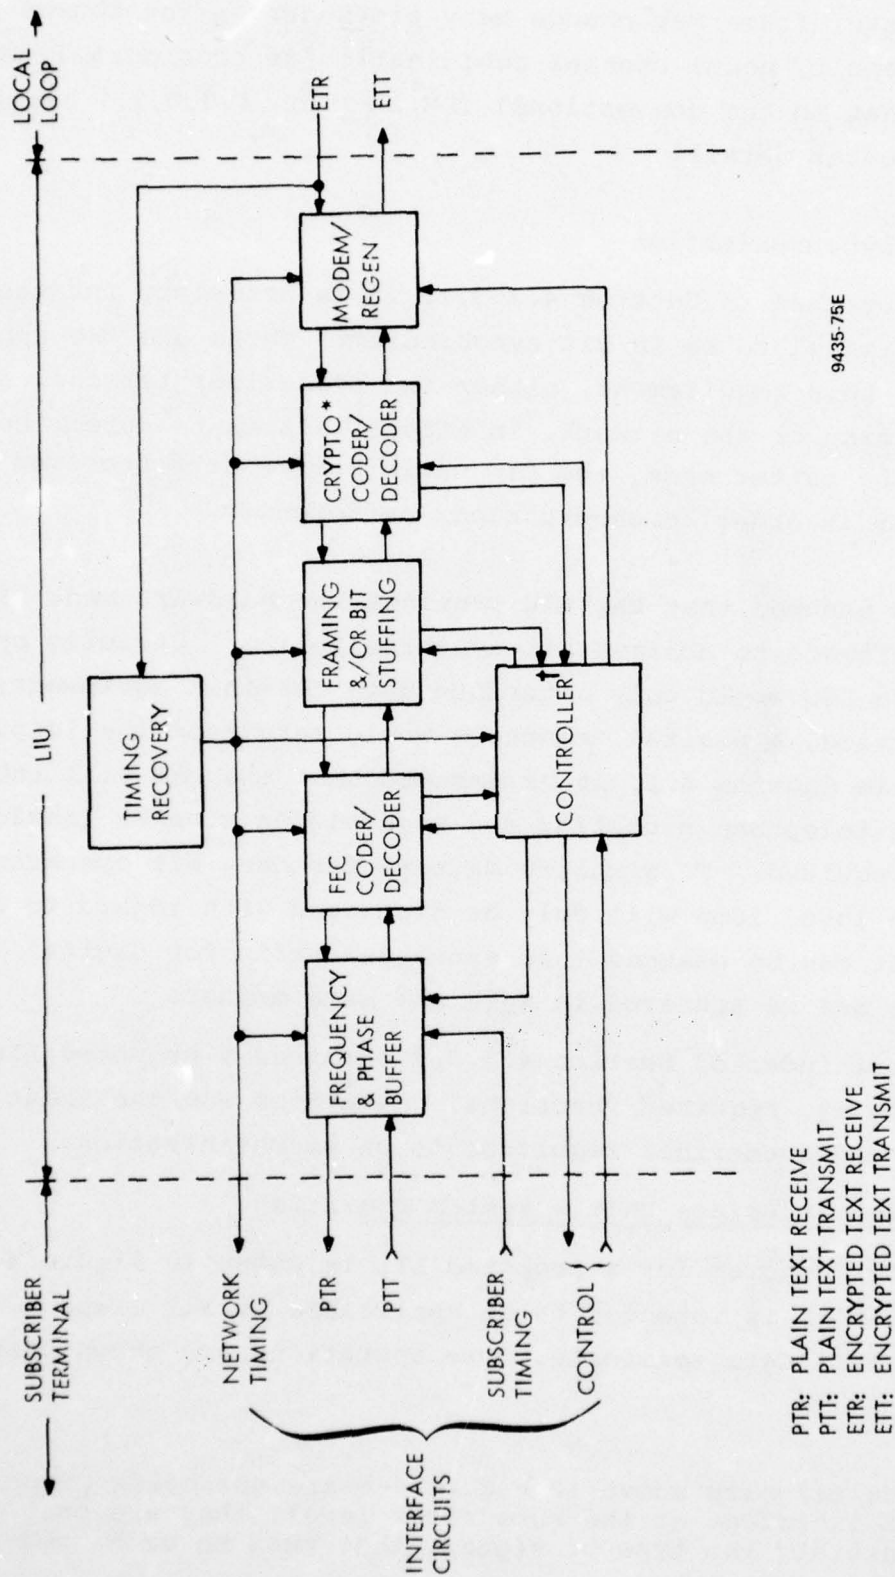 SUBSCRIBER
TERMINAL
LIU
LOCAL
LOOP
TIMING
RECOVERY
NETWORK
TIMING
PTR
PTT
SUBSCRIBER
TIMING
CONTROL
INTERFACE
CIRCUITS
FREQUENCY
& PHASE
BUFFER
FEC
CODER/
DECODER
FRAMING
&/OR BIT
STUFFING
CRYPTO*
CODER/
DECODER
MODEM/
REGEN
ETR
ETT
CONTROLLER
†
PTR: PLAIN TEXT RECEIVE
PTT: PLAIN TEXT TRANSMIT
ETR: ENCRYPTED TEXT RECEIVE
ETT: ENCRYPTED TEXT TRANSMIT
9435-75E